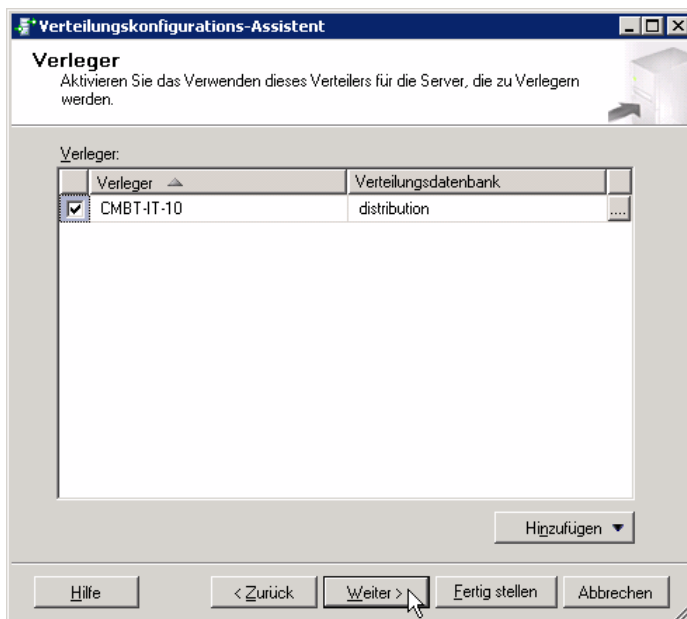 Verteilungskonfigurations-Assistent
Verleger
Aktivieren Sie das Verwenden dieses Verteilers für die Server, die zu Verlegern
werden.
Verleger:
Verleger Verteilungsdatenbank
CMBT-IT-10 distribution ....
Hinzufügen
Hilfe < Zurück Weiter > Fertig stellen Abbrechen